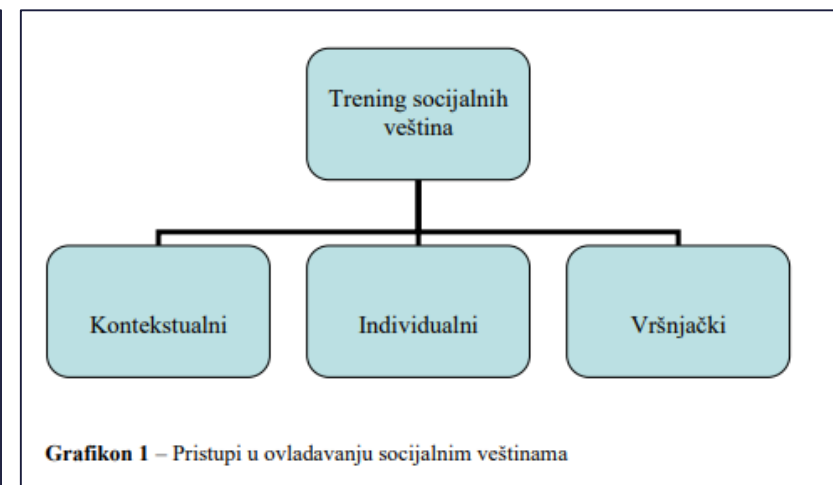 Trening socijalnih
veština
Kontekstualni
Individualni
Vršnjački
Grafikon 1 – Pristupi u ovladavanju socijalnim veštinama